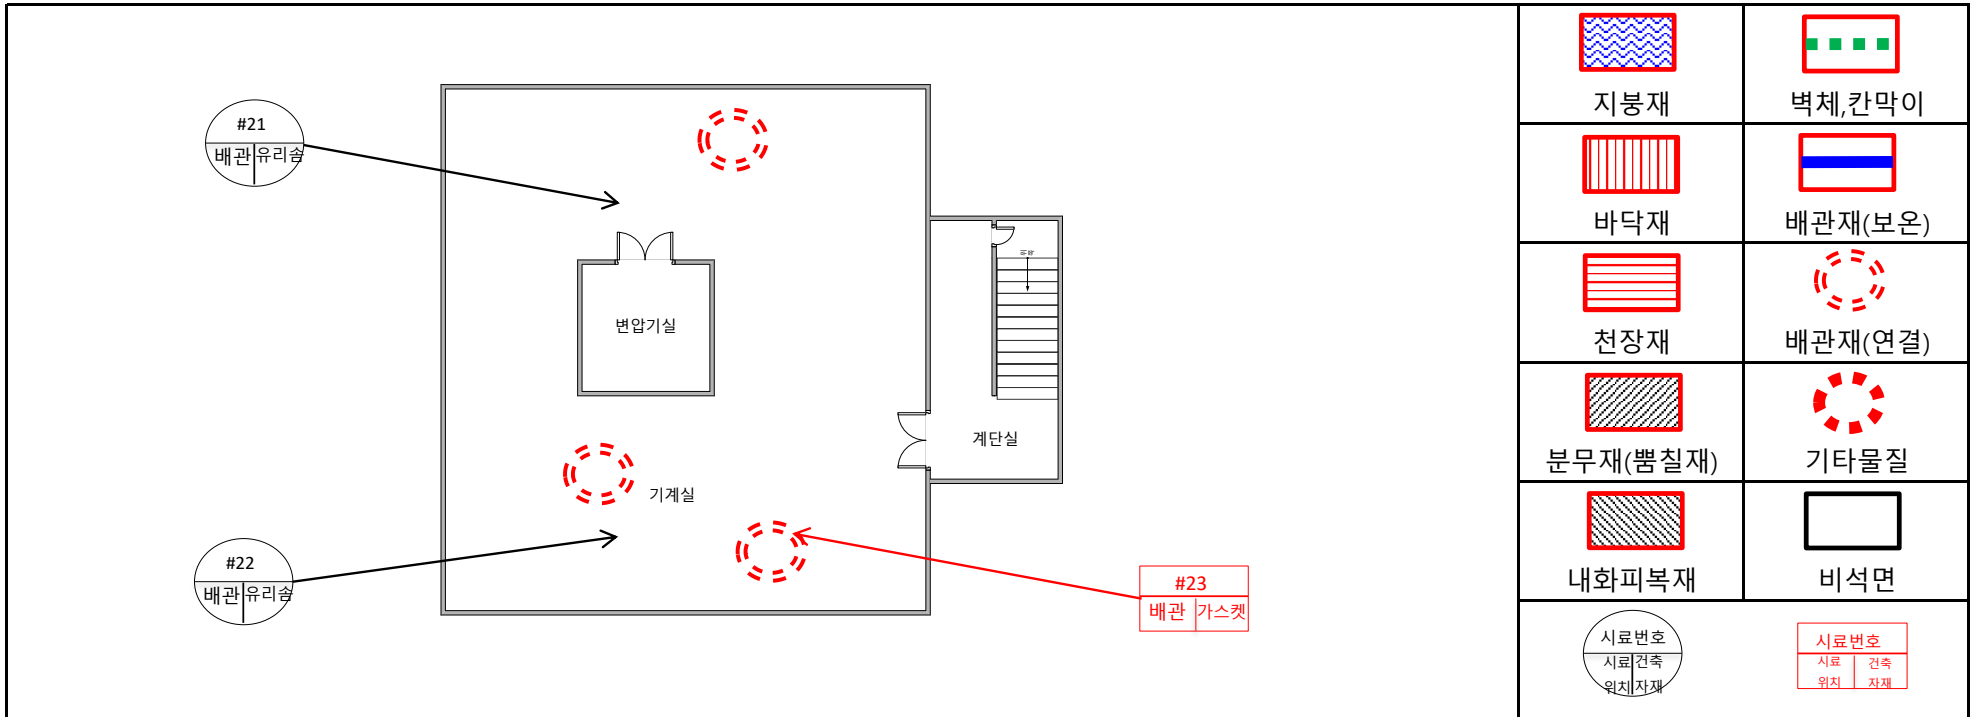 #21
배관 유리솜
변압기실
기계실
계단실
#22
배관 유리솜
#23
배관 가스켓
지붕재
벽체,칸막이
바닥재
배관재(보온)
천장재
배관재(연결)
분무재(뿜칠재)
기타물질
내화피복재
비석면
시료번호
시료 건축
위치 자재
시료번호
시료 건축
위치 자재